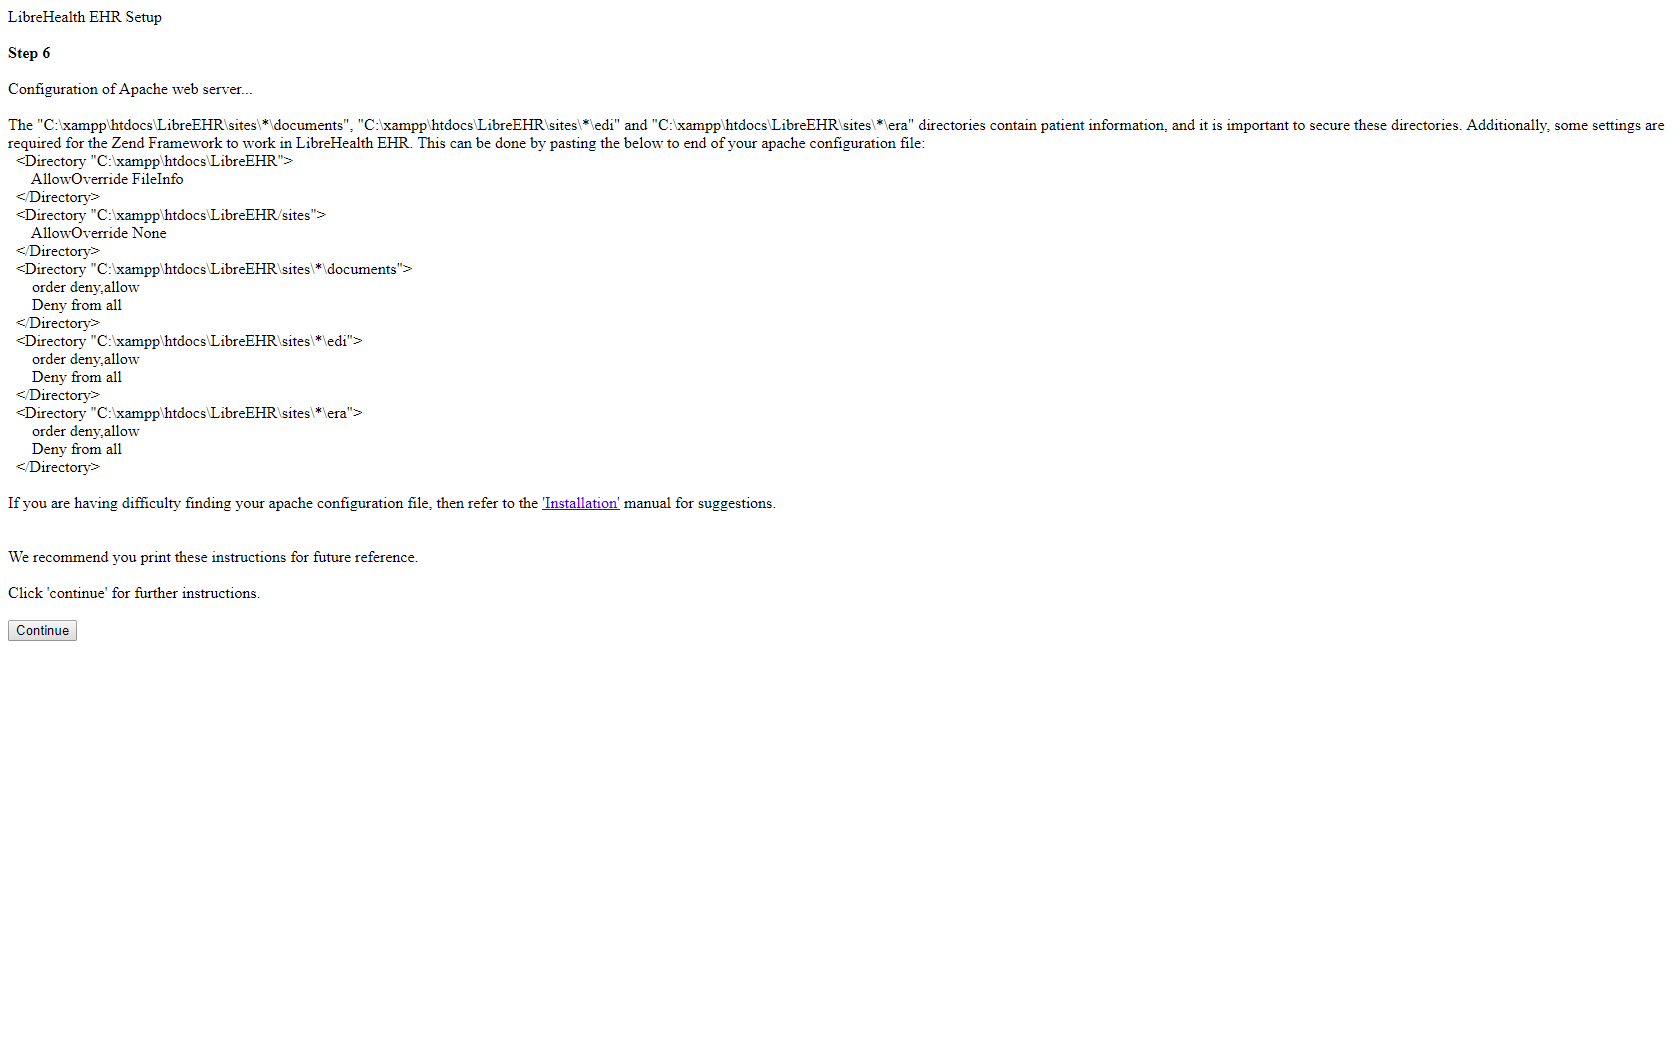 LibreHealth EHR Setup
Step 6
Configuration of Apache web server...
The "C:\xampp\htdocs\LibreEHR\sites\*\documents", "C:\xampp\htdocs\LibreEHR\sites\*\edi" and "C:\xampp\htdocs\LibreEHR\sites\*\era" directories contain patient information, and it is important to secure these directories. Additionally, some settings are
required for the Zend Framework to work in LibreHealth EHR. This can be done by pasting the below to end of your apache configuration file:
<Directory "C:\xampp\htdocs\LibreEHR">
AllowOverride FileInfo
</Directory>
<Directory "C:\xampp\htdocs\LibreEHR/sites">
AllowOverride None
</Directory>
<Directory "C:\xampp\htdocs\LibreEHR\sites\*\documents">
order deny,allow
Deny from all
</Directory>
<Directory "C:\xampp\htdocs\LibreEHR\sites\*\edi">
order deny,allow
Deny from all
</Directory>
<Directory "C:\xampp\htdocs\LibreEHR\sites\*\era">
order deny,allow
Deny from all
</Directory>
If you are having difficulty finding your apache configuration file, then refer to the 'Installation' manual for suggestions.
We recommend you print these instructions for future reference.
Click 'continue' for further instructions.
Continue